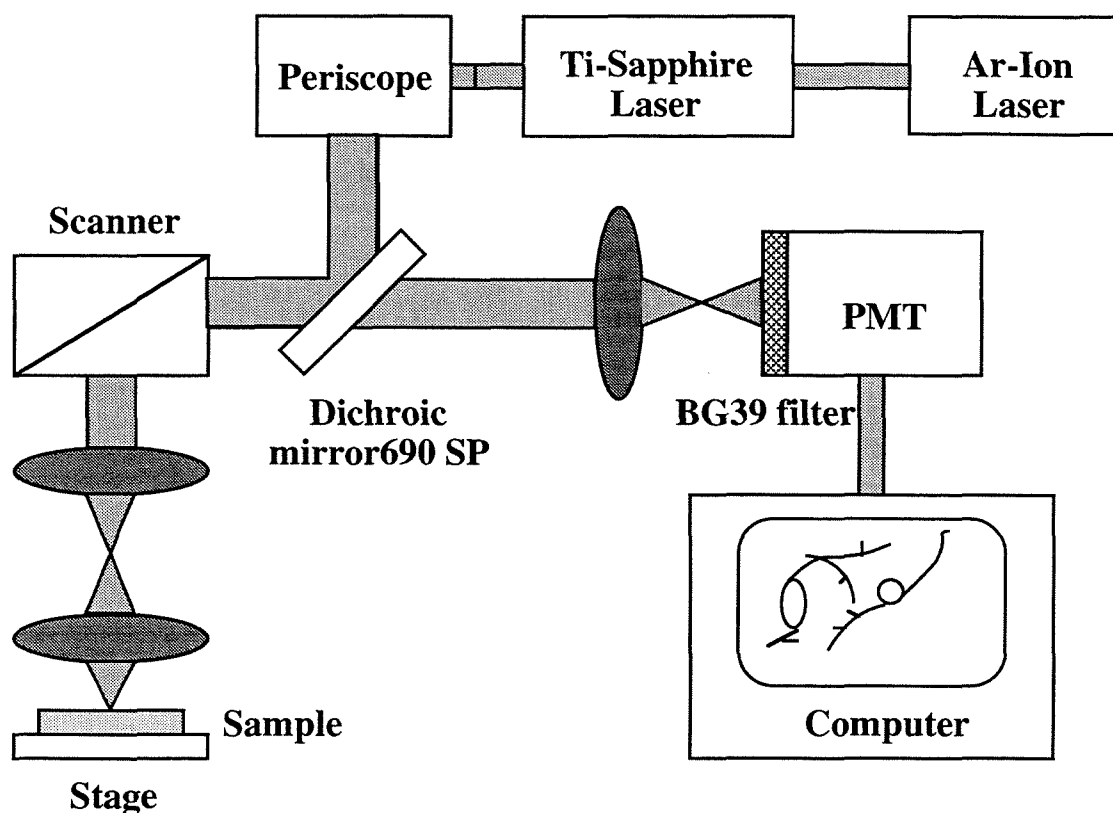 Periscope
Ti-Sapphire
Laser
Ar-Ion
Laser
Scanner
PMT
Dichroic
mirror690 SP
BG39 filter
Sample
Computer
Stage